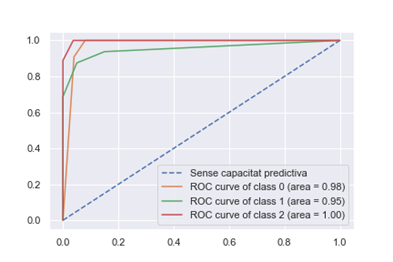 1.0
0.8
0.6
0.4
0.2
0.0
Sense capacitat predictiva
ROC curve of class 0 (area = 0.98)
ROC curve of class 1 (area = 0.95)
ROC curve of class 2 (area = 1.00)
0.0 0.2 0.4 0.6 0.8 1.0